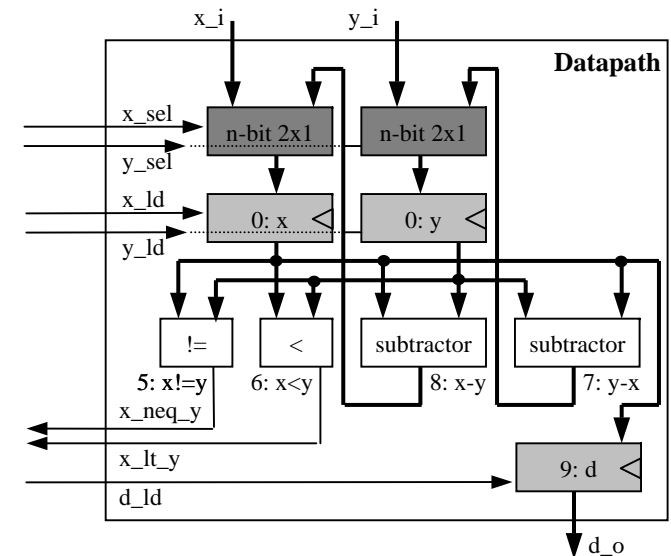 x_i y_i
Datapath
x_sel
n-bit 2x1 n-bit 2x1
y_sel
x_ld
0: x 0: y
y_ld
!= < subtractor subtractor
5: x!=y 6: x<y 8: x-y 7: y-x
x_neq_y
x_lt_y
9: d
d_ld
d_o